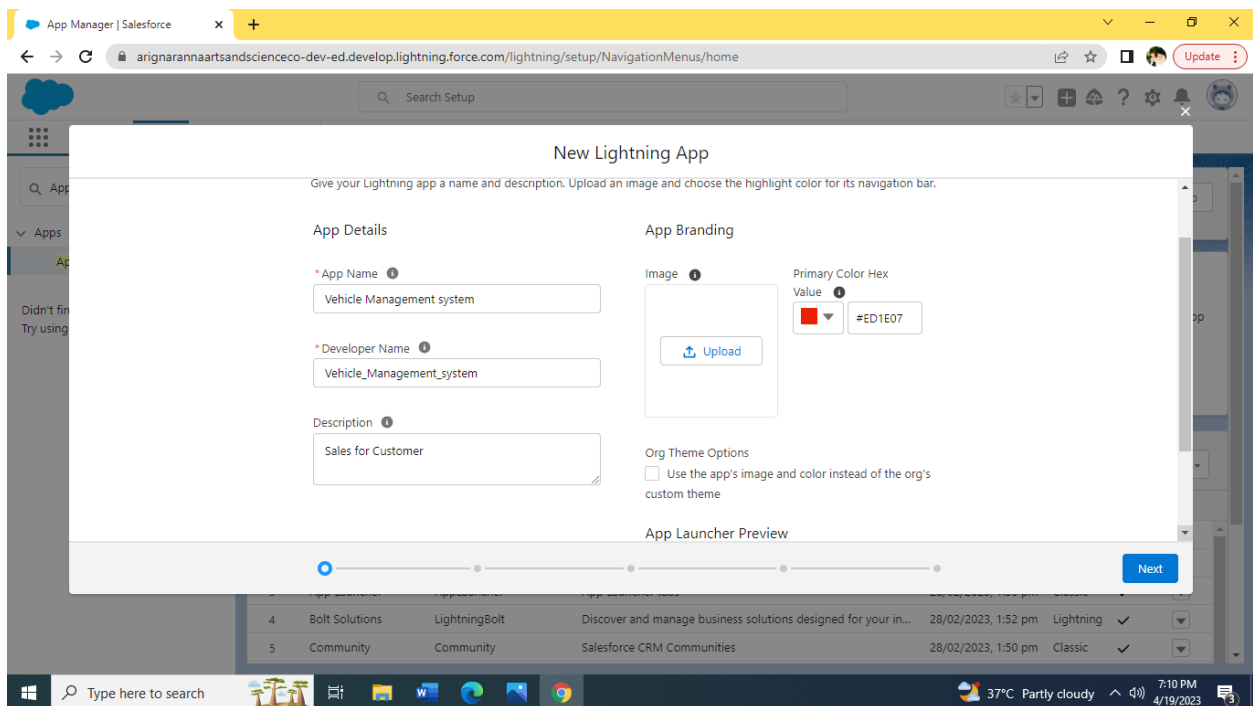 App Manager | Salesforce
arignarannaartsandscienceco-dev-ed.develop.lightning.force.com/lightning/setup/NavigationMenus/home
Update
Search Setup
New Lightning App
App
Give your Lightning app a name and description. Upload an image and choose the highlight color for its navigation bar.
Apps
App Details
App Branding
Ap
*App Name
Image
Primary Color Hex
Value
Vehicle Management system
#ED1E07
Didn't fin
Try using
*Developer Name
Upload
Vehicle_Management_system
Description
Sales for Customer
Org Theme Options
Use the app's image and color instead of the org's
custom theme
App Launcher Preview
Next
4 Bolt Solutions LightningBolt Discover and manage business solutions designed for your in... 28/02/2023, 1:52 pm Lightning
5 Community Community Salesforce CRM Communities 28/02/2023, 1:50 pm Classic
Type here to search
37°C Partly cloudy
7:10 PM
4/19/2023
3